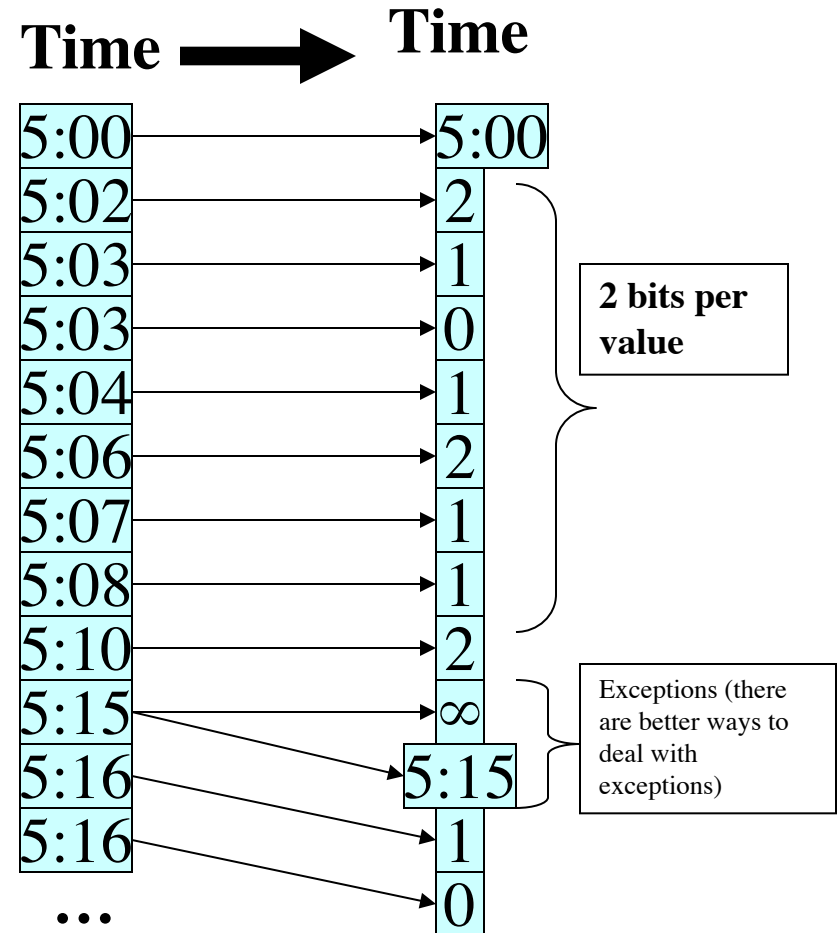 Time Time
5:00 5:00
5:02 2
5:03 1
5:03 0
5:04 1
5:06 2
5:07 1
5:08 1
5:10 2
5:15 ∞
5:16 5:15
5:16 1
... 0
2 bits per
value
Exceptions (there
are better ways to
deal with
exceptions)